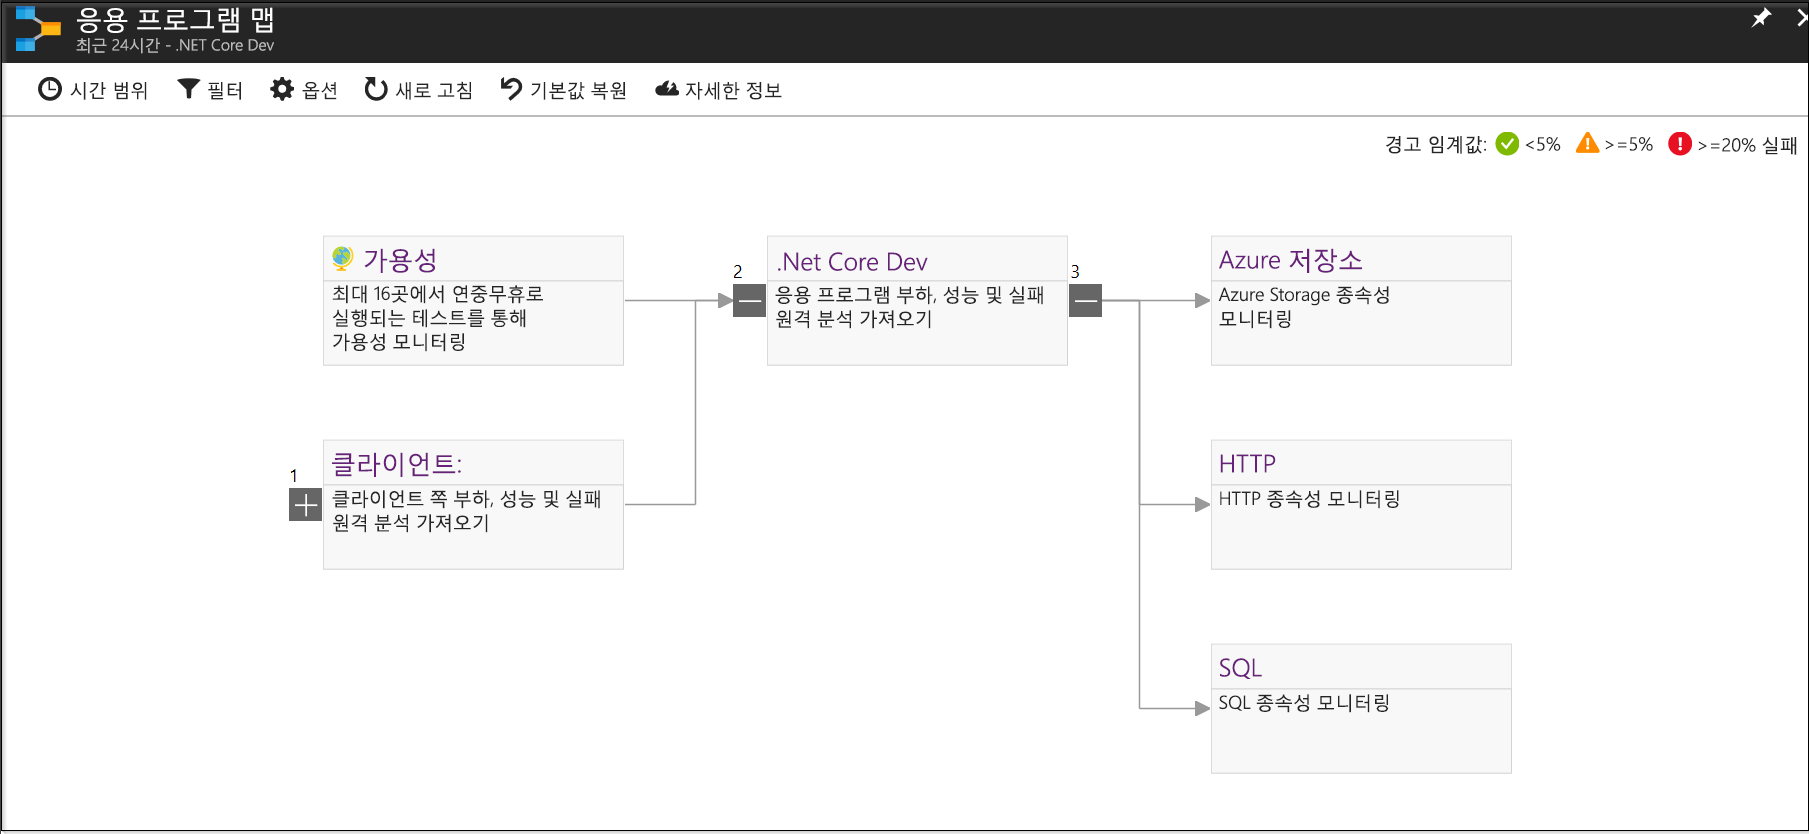 응용 프로그램 맵
최근 24시간 - .NET Core Dev
시간 범위 필터 옵션 새로 고침 기본값 복원 자세한 정보
경고 임계값: <5% >=5% >=20% 실패
가용성
최대 16곳에서 연중무휴로
실행되는 테스트를 통해
가용성 모니터링
2
.Net Core Dev
응용 프로그램 부하, 성능 및 실패
원격 분석 가져오기
3
Azure 저장소
Azure Storage 종속성
모니터링
1
클라이언트:
클라이언트 쪽 부하, 성능 및 실패
원격 분석 가져오기
HTTP
HTTP 종속성 모니터링
SQL
SQL 종속성 모니터링